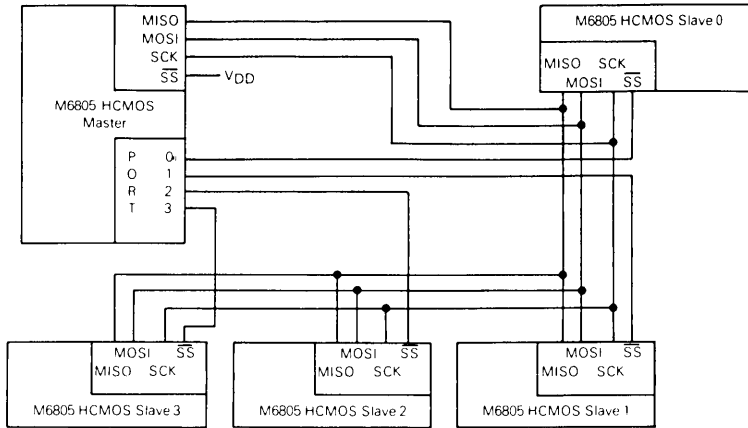 MISO
MOSI
SCK
SS
VDD
M6805 HCMOS
Master
P 0
O 1
R 2
T 3
M6805 HCMOS Slave 0
MISO SCK
MOSI SS
MOSI SS
MISO SCK
M6805 HCMOS Slave 3
MOSI SS
MISO SCK
M6805 HCMOS Slave 2
MOSI SS
MISO SCK
M6805 HCMOS Slave 1